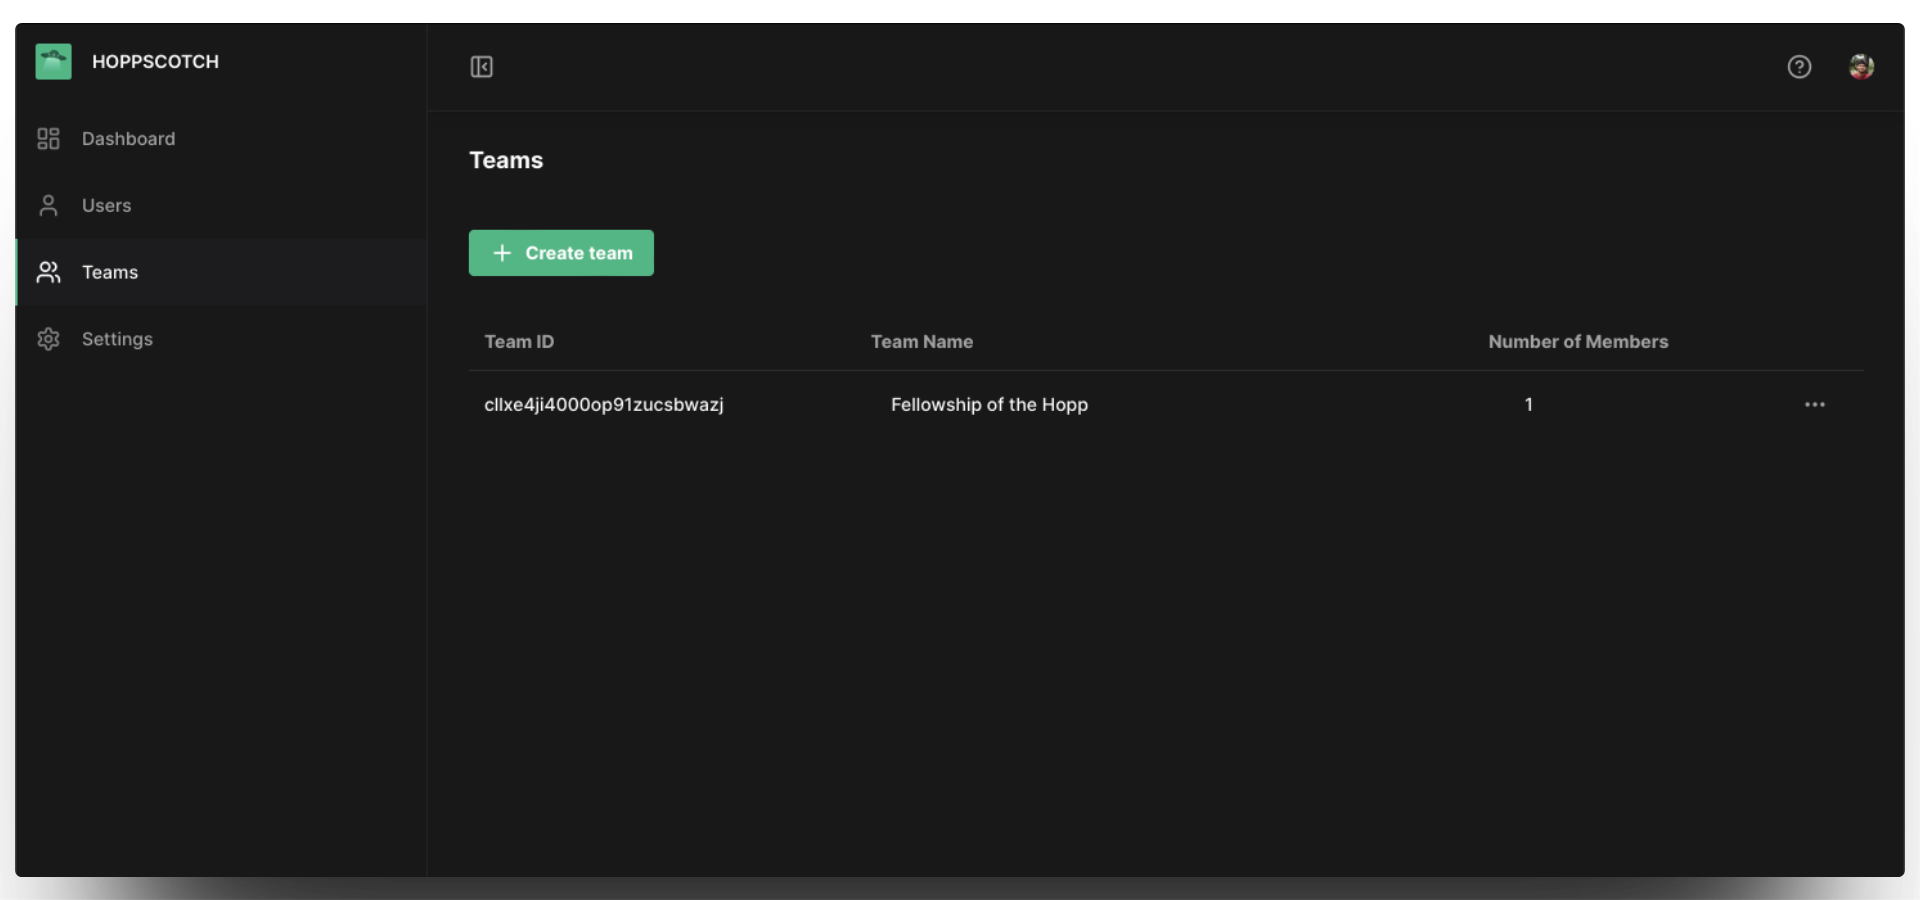 HOPPSCOTCH
Dashboard
Users
Teams
Settings
Teams
Create team
Team ID Team Name Number of Members
cllxe4ji4000op91zucsbwazj Fellowship of the Hopp 1